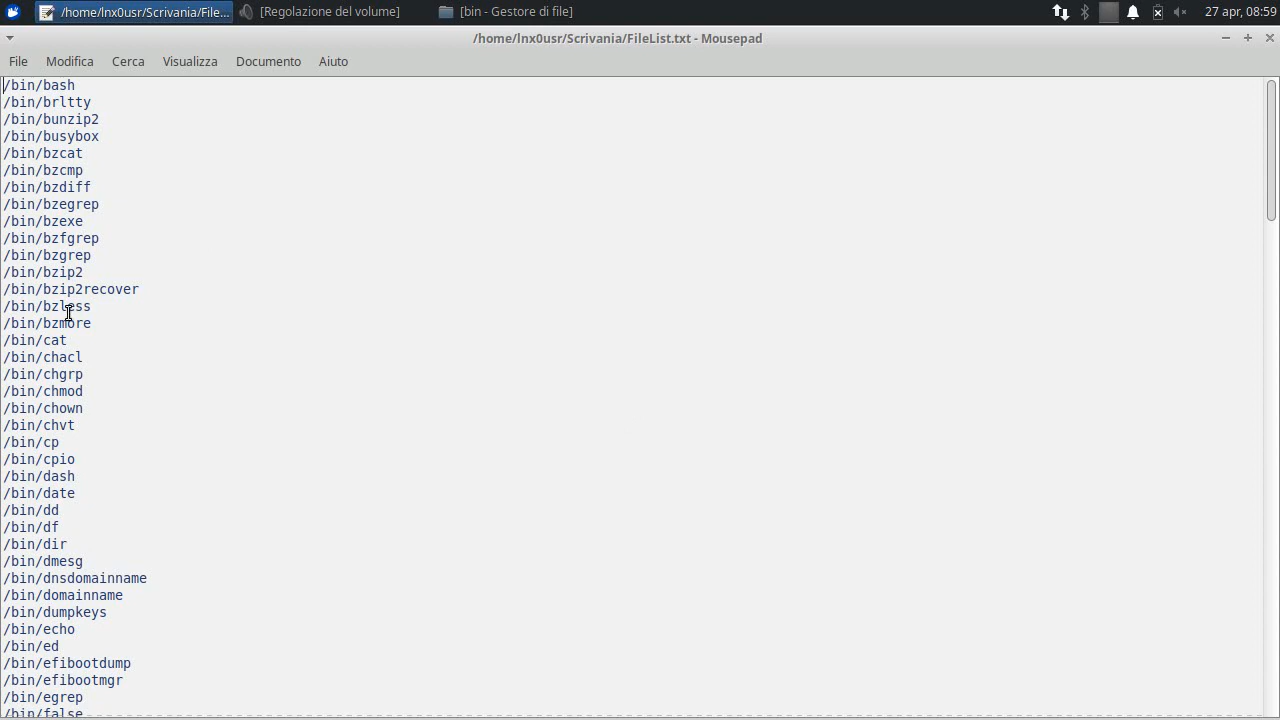 /home/lnx0usr/Scrivania/File... [Regolazione del volume] [bin - Gestore di file] 27 apr, 08:59
/home/lnx0usr/Scrivania/FileList.txt - Mousepad
File Modifica Cerca Visualizza Documento Aiuto
/bin/bash
/bin/brltty
/bin/bunzip2
/bin/busybox
/bin/bzcat
/bin/bzcmp
/bin/bzdiff
/bin/bzegrep
/bin/bzexe
/bin/bzfgrep
/bin/bzgrep
/bin/bzip2
/bin/bzip2recover
/bin/bzless
/bin/bzmore
/bin/cat
/bin/chacl
/bin/chgrp
/bin/chmod
/bin/chown
/bin/chvt
/bin/cp
/bin/cpio
/bin/dash
/bin/date
/bin/dd
/bin/df
/bin/dir
/bin/dmesg
/bin/dnsdomainname
/bin/domainname
/bin/dumpkeys
/bin/echo
/bin/ed
/bin/efibootdump
/bin/efibootmgr
/bin/egrep
/bin/false